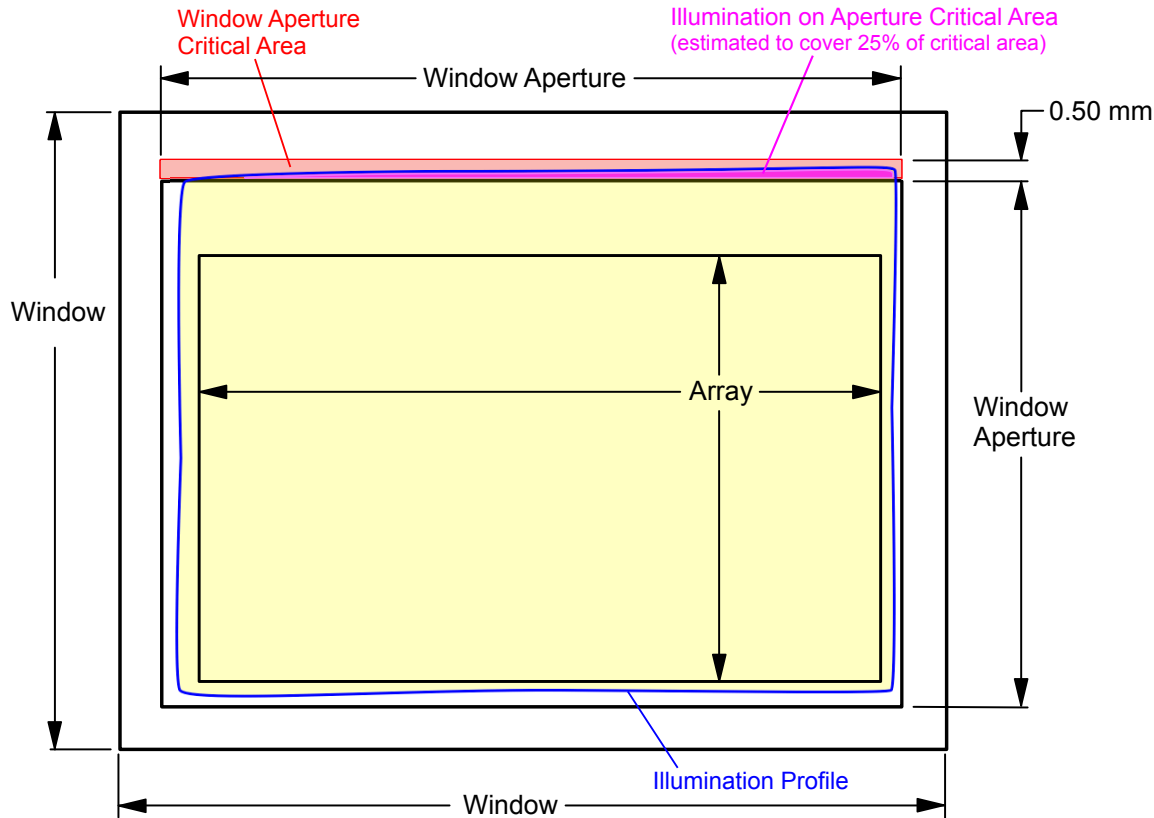 Window Aperture
Critical Area
Illumination on Aperture Critical Area
(estimated to cover 25% of critical area)
Window Aperture
0.50 mm
Window
Array
Window
Aperture
Illumination Profile
Window